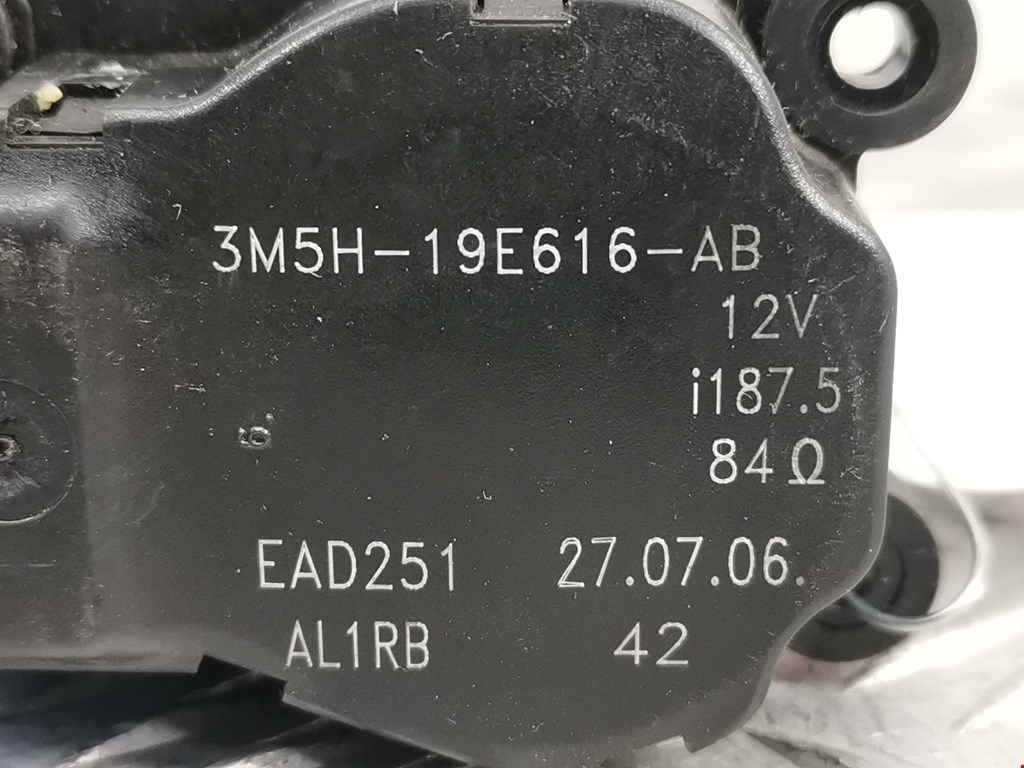 3M5H-19E616-AB
12V
i187.5
84Ω
EAD251 27.07.06.
AL1RB 42